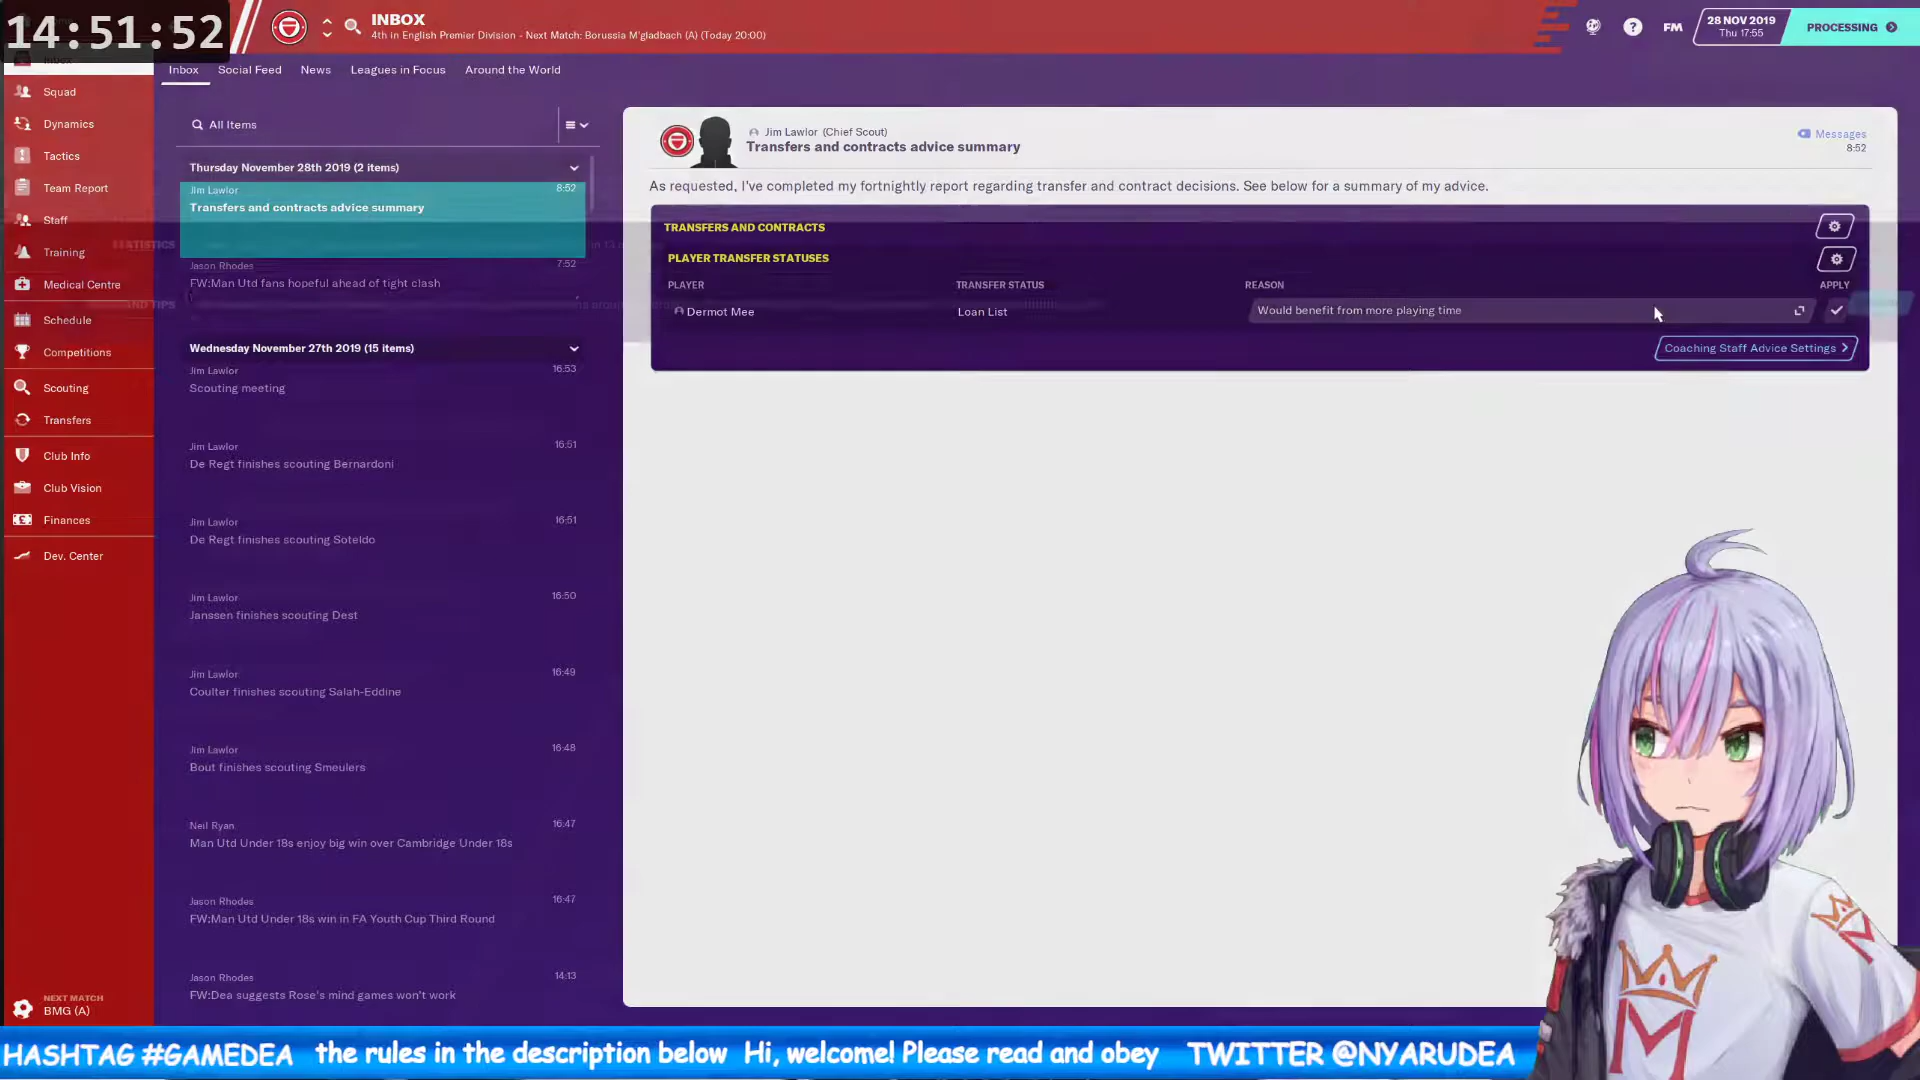 14:51:52
INBOX
4th in English Premier Division - Next Match: Borussia M'gladbach (A) (Today 20:00)
FM
28 NOV 2019
Thu 17:55
PROCESSING
Inbox
Squad
Dynamics
Tactics
Team Report
Staff
Training
Medical Centre
Schedule
Competitions
Scouting
Transfers
Club Info
Club Vision
Finances
Dev. Center
NEXT MATCH
BMG (A)
Inbox
Social Feed
News
Leagues in Focus
Around the World
All Items
Thursday November 28th 2019 (2 items)
Jim Lawlor
8:52
Transfers and contracts advice summary
Jason Rhodes
7:52
FW:Man Utd fans hopeful ahead of tight clash
Wednesday November 27th 2019 (15 items)
Jim Lawlor
16:53
Scouting meeting
Jim Lawlor
16:51
De Regt finishes scouting Bernardoni
Jim Lawlor
16:51
De Regt finishes scouting Soteldo
Jim Lawlor
16:50
Janssen finishes scouting Dest
Jim Lawlor
16:49
Coulter finishes scouting Salah-Eddine
Jim Lawlor
16:48
Bout finishes scouting Smeulers
Neil Ryan
16:47
Man Utd Under 18s enjoy big win over Cambridge Under 18s
Jason Rhodes
16:47
FW:Man Utd Under 18s win in FA Youth Cup Third Round
Jason Rhodes
14:13
FW:Dea suggests Rose's mind games won't work
Jim Lawlor (Chief Scout)
Transfers and contracts advice summary
Messages
8:52
As requested, I've completed my fortnightly report regarding transfer and contract decisions. See below for a summary of my advice.
TRANSFERS AND CONTRACTS
PLAYER TRANSFER STATUSES
PLAYER
TRANSFER STATUS
REASON
APPLY
Dermot Mee
Loan List
Would benefit from more playing time
Coaching Staff Advice Settings
STATISTICS
M
M
HASHTAG #GAMEDEA the rules in the description below Hi, welcome! Please read and obey TWITTER @NYARUDEA